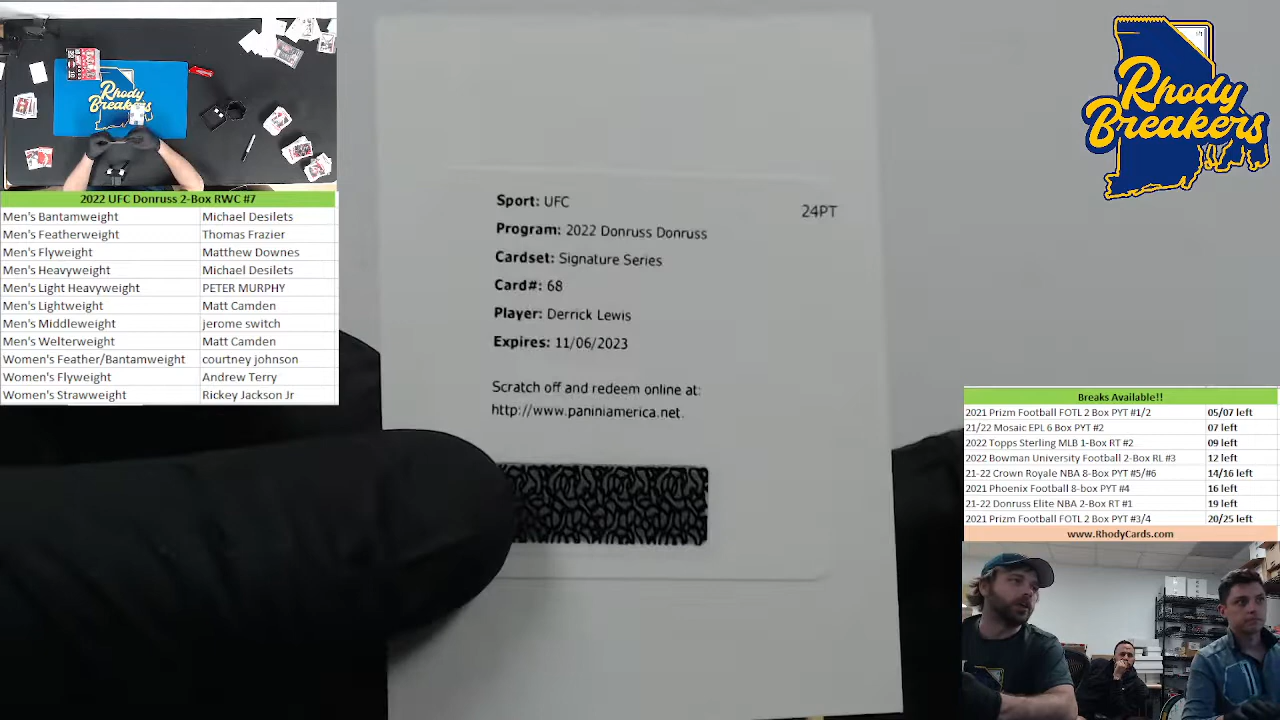 Rhody
Breakers
2022 UFC Donruss 2-Box RWC #7
Men's Bantamweight Michael Desilets
Men's Featherweight Thomas Frazier
Men's Flyweight Matthew Downes
Men's Heavyweight Michael Desilets
Men's Light Heavyweight PETER MURPHY
Men's Lightweight Matt Camden
Men's Middleweight jerome switch
Men's Welterweight Matt Camden
Women's Feather/Bantamweight courtney johnson
Women's Flyweight Andrew Terry
Women's Strawweight Rickey Jackson Jr
Sport: UFC
24PT
Program: 2022 Donruss Donruss
Cardset: Signature Series
Card#: 68
Player: Derrick Lewis
Expires: 11/06/2023
Scratch off and redeem online at:
http://www.paniniamerica.net.
Rhody
Breakers
Breaks Available!!
2021 Prizm Football FOTL 2 Box PYT #1/2 05/07 left
21/22 Mosaic EPL 6 Box PYT #2 07 left
2022 Topps Sterling MLB 1-Box RT #2 09 left
2022 Bowman University Football 2-Box RL #3 12 left
21-22 Crown Royale NBA 8-Box PYT #5/#6 14/16 left
2021 Phoenix Football 8-box PYT #4 16 left
21-22 Donruss Elite NBA 2-Box RT #1 19 left
2021 Prizm Football FOTL 2 Box PYT #3/4 20/25 left
www.RhodyCards.com